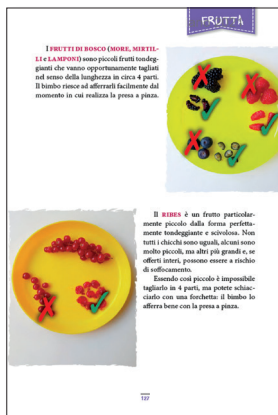 FRUTTA
I FRUTTI DI BOSCO (MORE, MIRTIL-
LI e LAMPONI) sono piccoli frutti tondeg-
gianti che vanno opportunamente tagliati
nel senso della lunghezza in circa 4 parti.
Il bimbo riesce ad afferrarli facilmente dal
momento in cui realizza la presa a pinza.
Il RIBES è un frutto particolar-
mente piccolo dalla forma perfetta-
mente tondeggiante e scivolosa. Non
tutti i chicchi sono uguali, alcuni sono
molto piccoli, ma altri più grandi e, se
offerti interi, possono essere a rischio
di soffocamento.
Essendo così piccolo è impossibile
tagliarlo in 4 parti, ma potete schiac-
ciarlo con una forchetta: il bimbo lo
afferra bene con la presa a pinza.
127